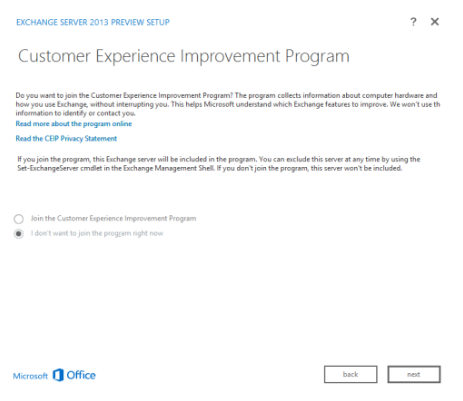 EXCHANGE SERVER 2013 PREVIEW SETUP
?
Customer Experience Improvement Program
Do you want to join the Customer Experience Improvement Program? The program collects information about computer hardware and
how you use Exchange, without interrupting you. This helps Microsoft understand which Exchange features to improve. We won't use th
information to identify or contact you.
Read more about the program online
Read the CEIP Privacy Statement
If you join the program, this Exchange server will be included in the program. You can exclude this server at any time by using the
Set-ExchangeServer cmdlet in the Exchange Management Shell. If you don't join the program, this server won't be included.
Join the Customer Experience Improvement Program
I don't want to join the program right now
Microsoft Office
back
next